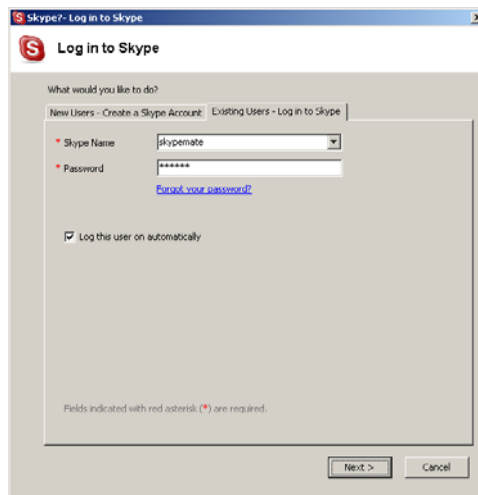 Skype?- Log in to Skype
Log in to Skype
What would you like to do?
New Users - Create a Skype Account Existing Users - Log in to Skype
* Skype Name skypemate
* Password ******
Forgot your password?
Log this user on automatically
Fields indicated with red asterisk (*) are required.
Next > Cancel